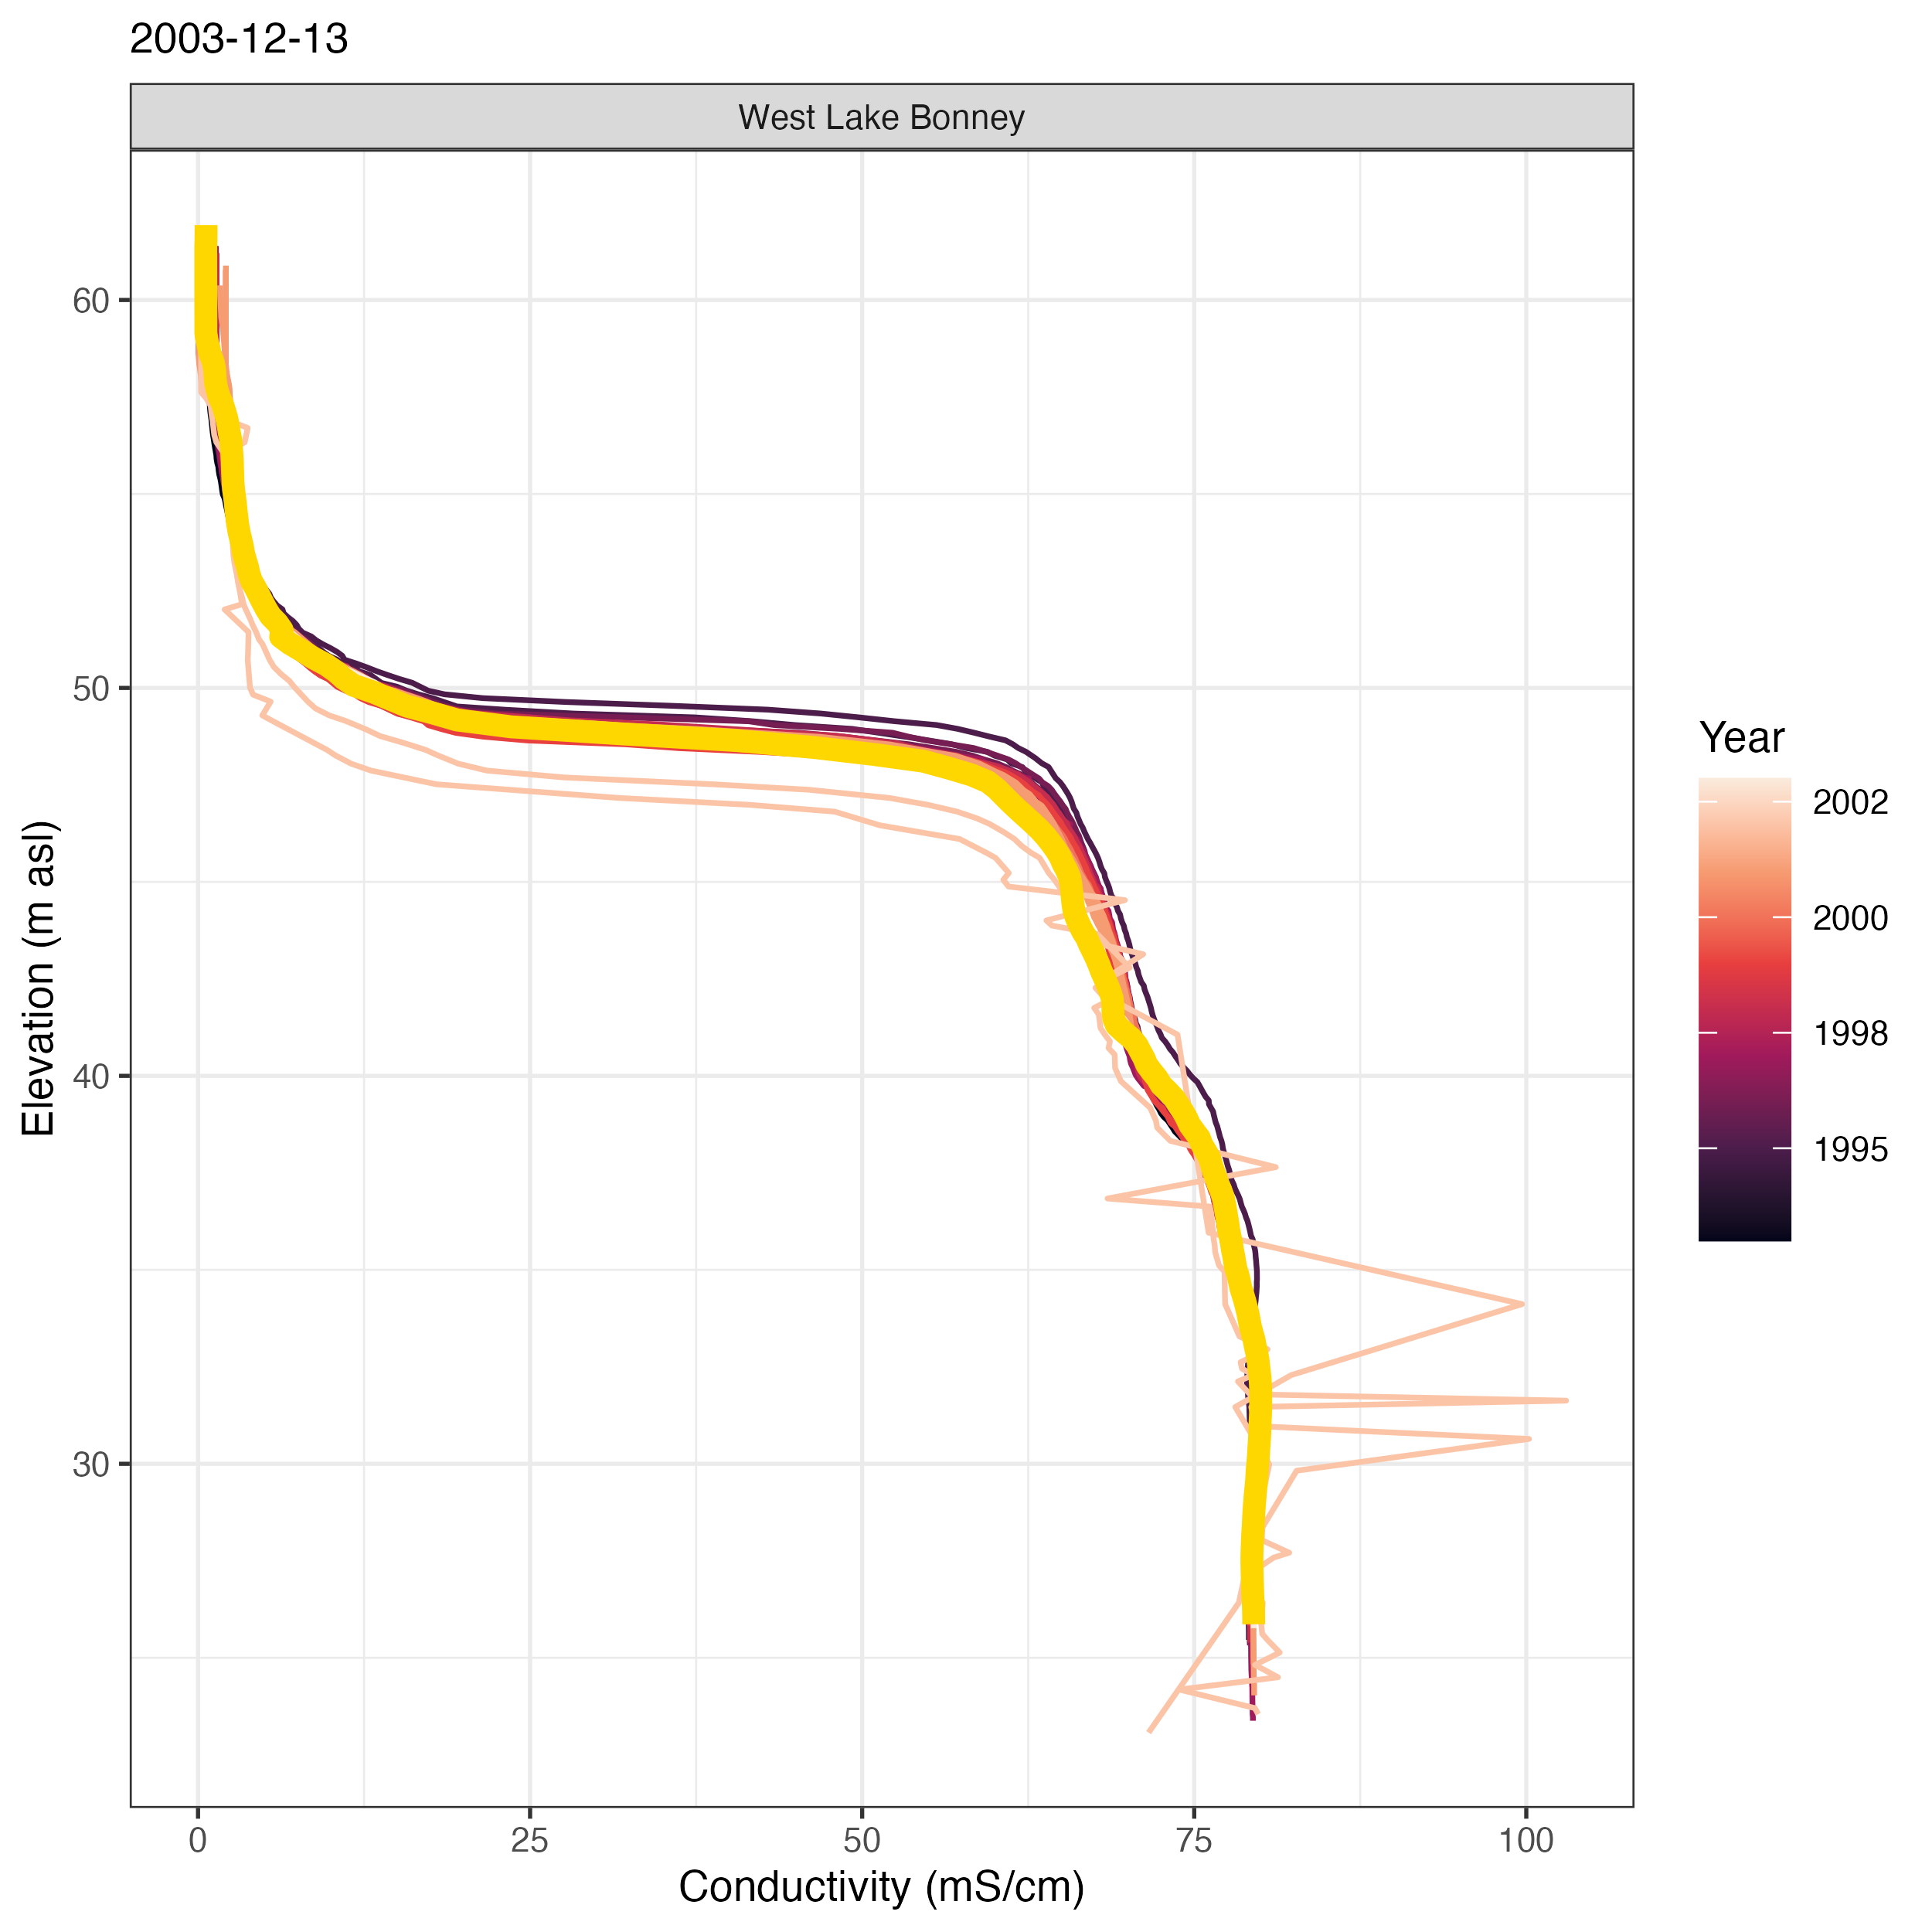 2003-12-13
West Lake Bonney
Elevation (m asl)
60
50
40
30
0 25 50 75 100
Conductivity (mS/cm)
Year
2002
2000
1998
1995